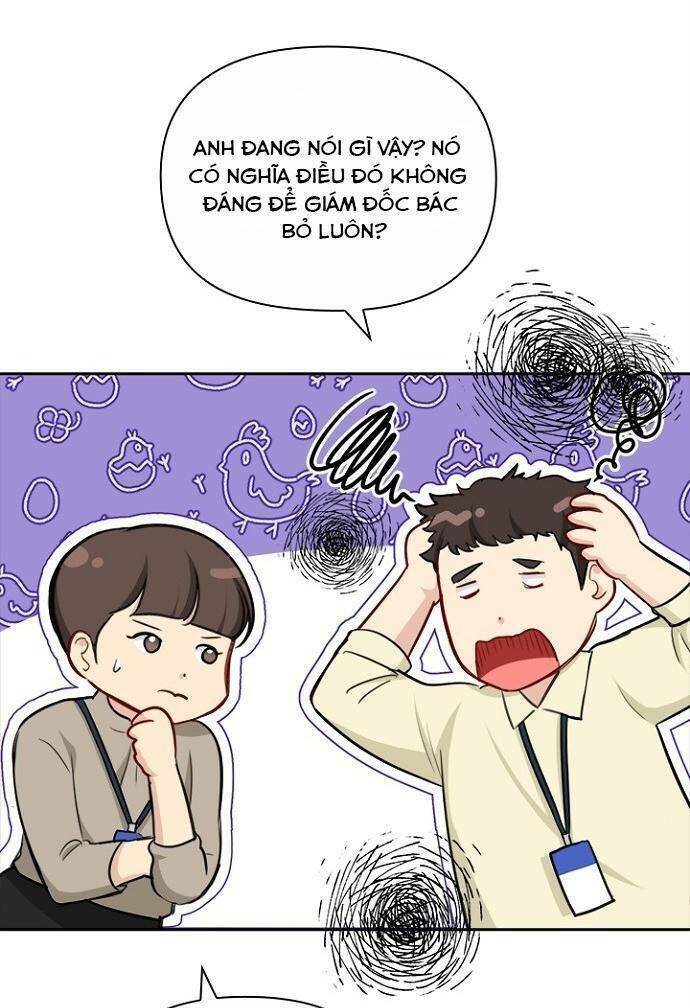 ANH ĐANG NÓI GÌ VẬY? NÓ
CÓ NGHĨA ĐIỀU ĐÓ KHÔNG
ĐÁNG ĐỂ GIÁM ĐỐC BÁC
BỎ LUÔN?